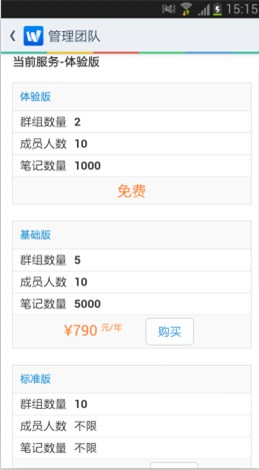 15:15
管理团队
当前服务-体验版
体验版
群组数量 2
成员人数 10
笔记数量 1000
免费
基础版
群组数量 5
成员人数 10
笔记数量 5000
¥790 元/年 购买
标准版
群组数量 10
成员人数 不限
笔记数量 不限